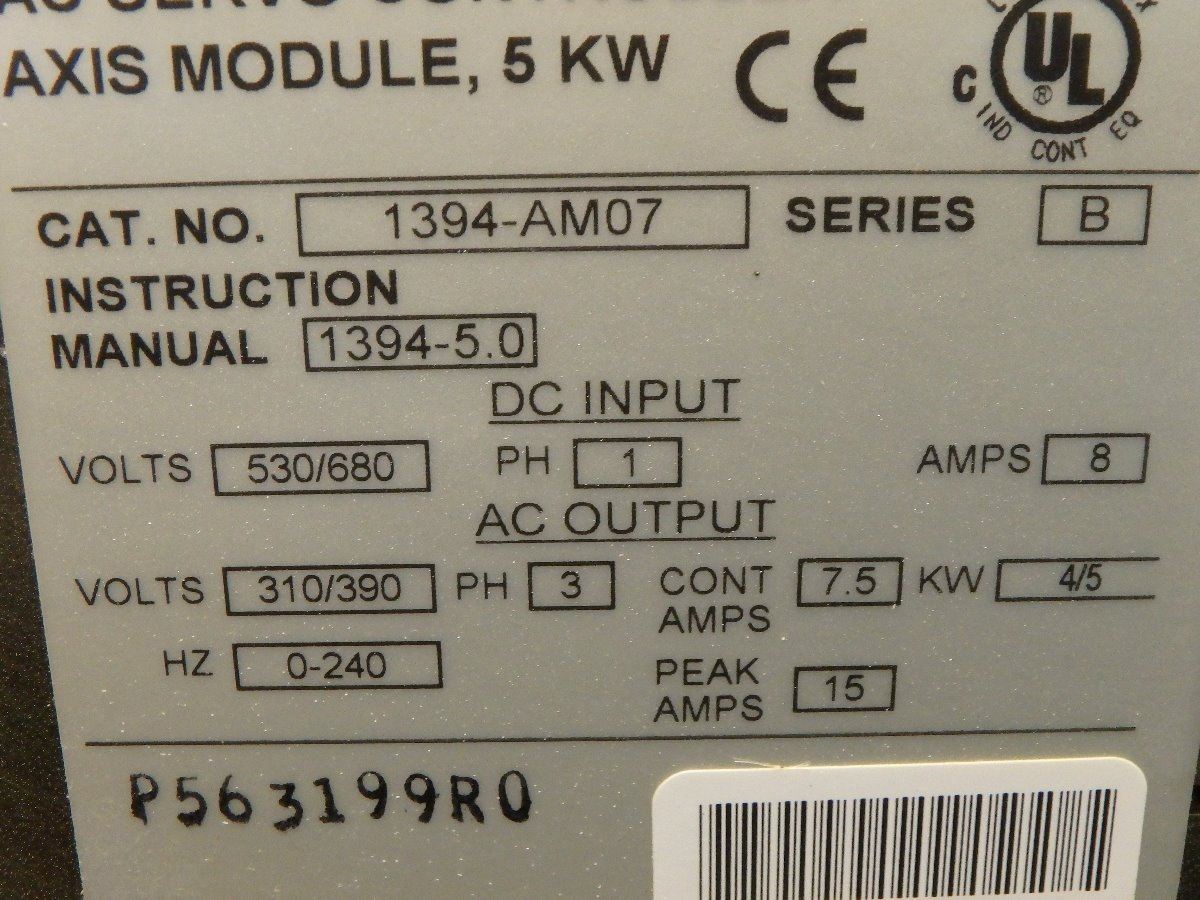 AXIS MODULE, 5 KW CE
C UL ®
IND CONT EQ
CAT. NO. 1394-AM07 SERIES B
INSTRUCTION
MANUAL 1394-5.0
DC INPUT
VOLTS 530/680 PH 1 AMPS 8
AC OUTPUT
VOLTS 310/390 PH 3 CONT AMPS 7.5 KW 4/5
HZ 0-240 PEAK AMPS 15
P563199R0